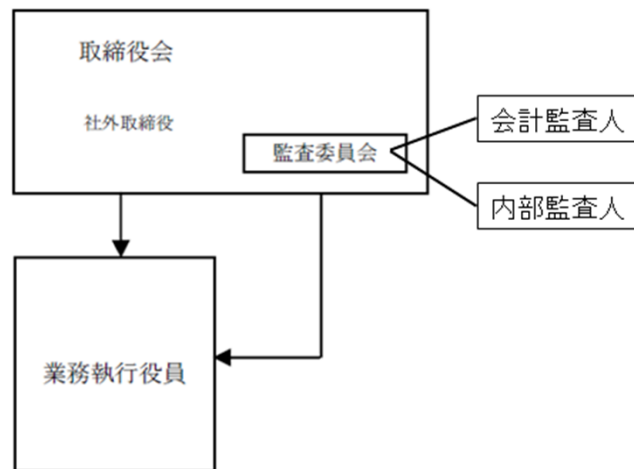 取締役会
社外取締役
監査委員会
会計監査人
内部監査人
業務執行役員